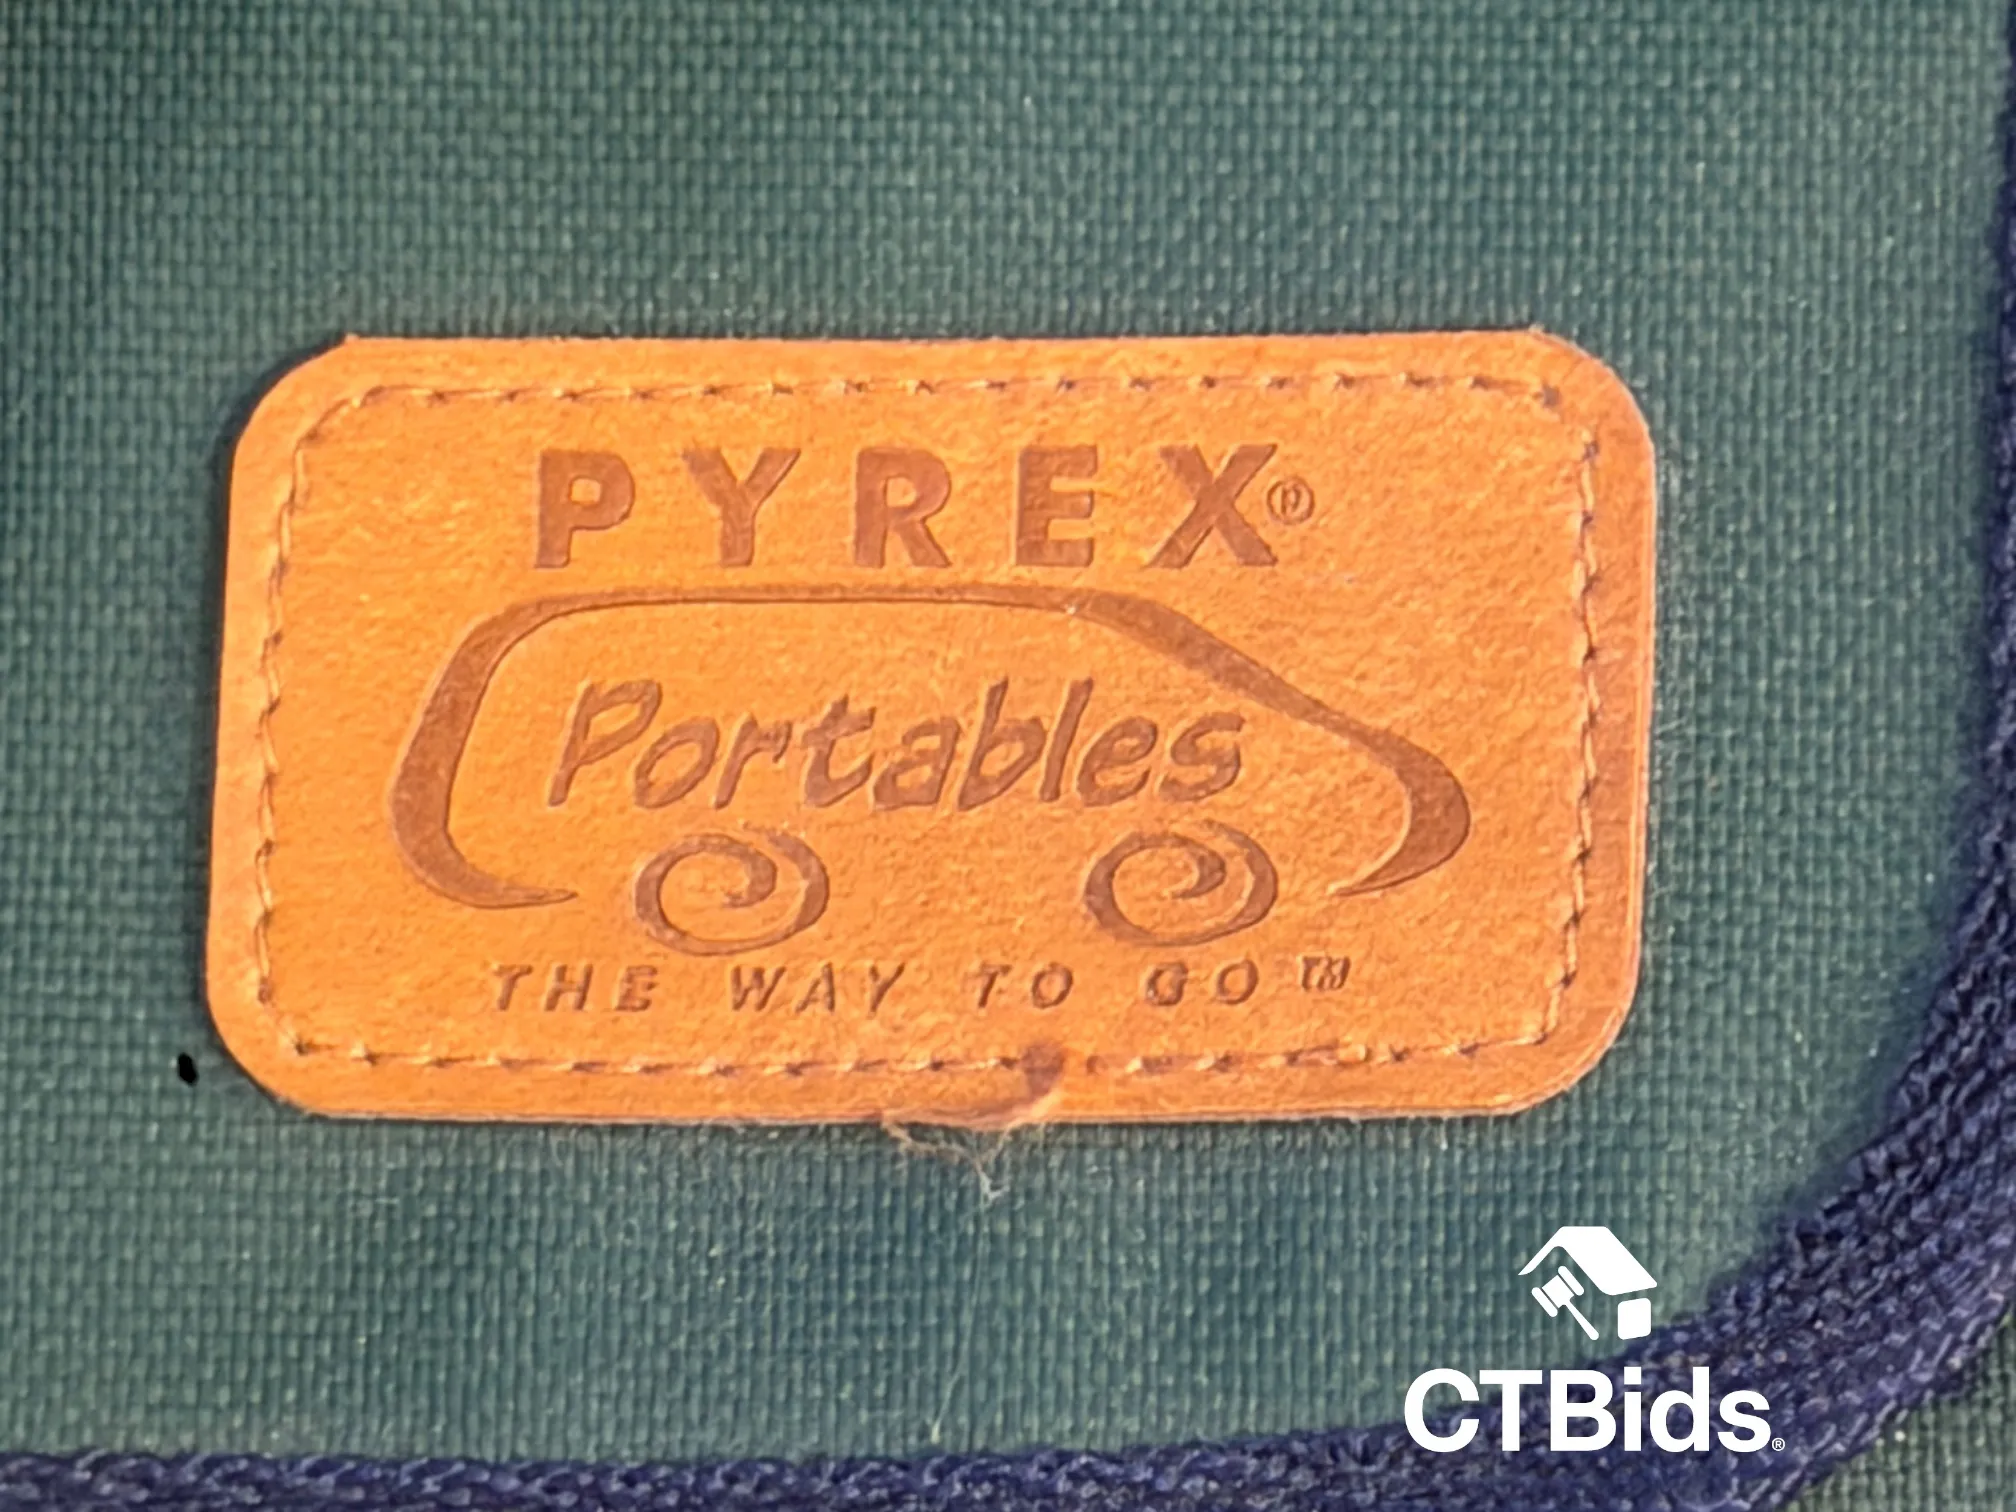 PYREX®
Portables
THE WAY TO GO™
CTBids®